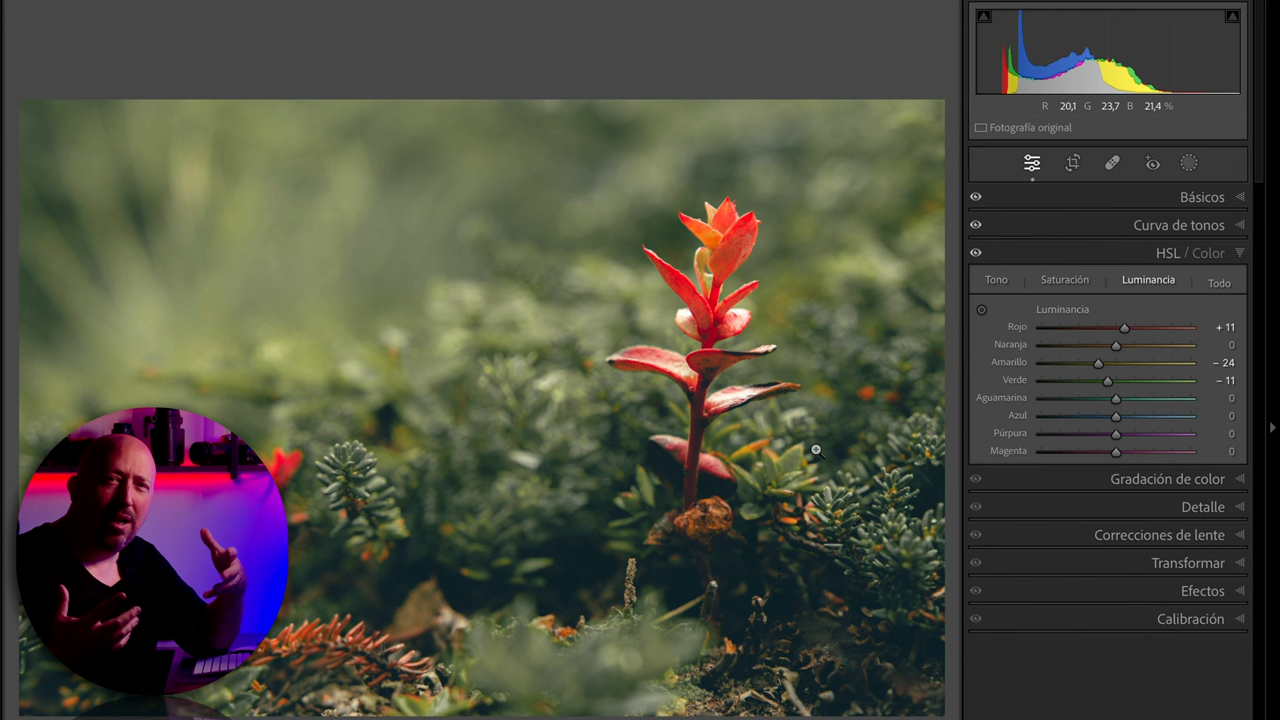 R 20,1 G 23,7 B 21,4 %
Fotografía original
Básicos
Curva de tonos
HSL / Color
Tono Saturación Luminancia Todo
Luminancia
Rojo + 11
Naranja 0
Amarillo − 24
Verde − 11
Aguamarina 0
Azul 0
Púrpura 0
Magenta 0
Gradación de color
Detalle
Correcciones de lente
Transformar
Efectos
Calibración